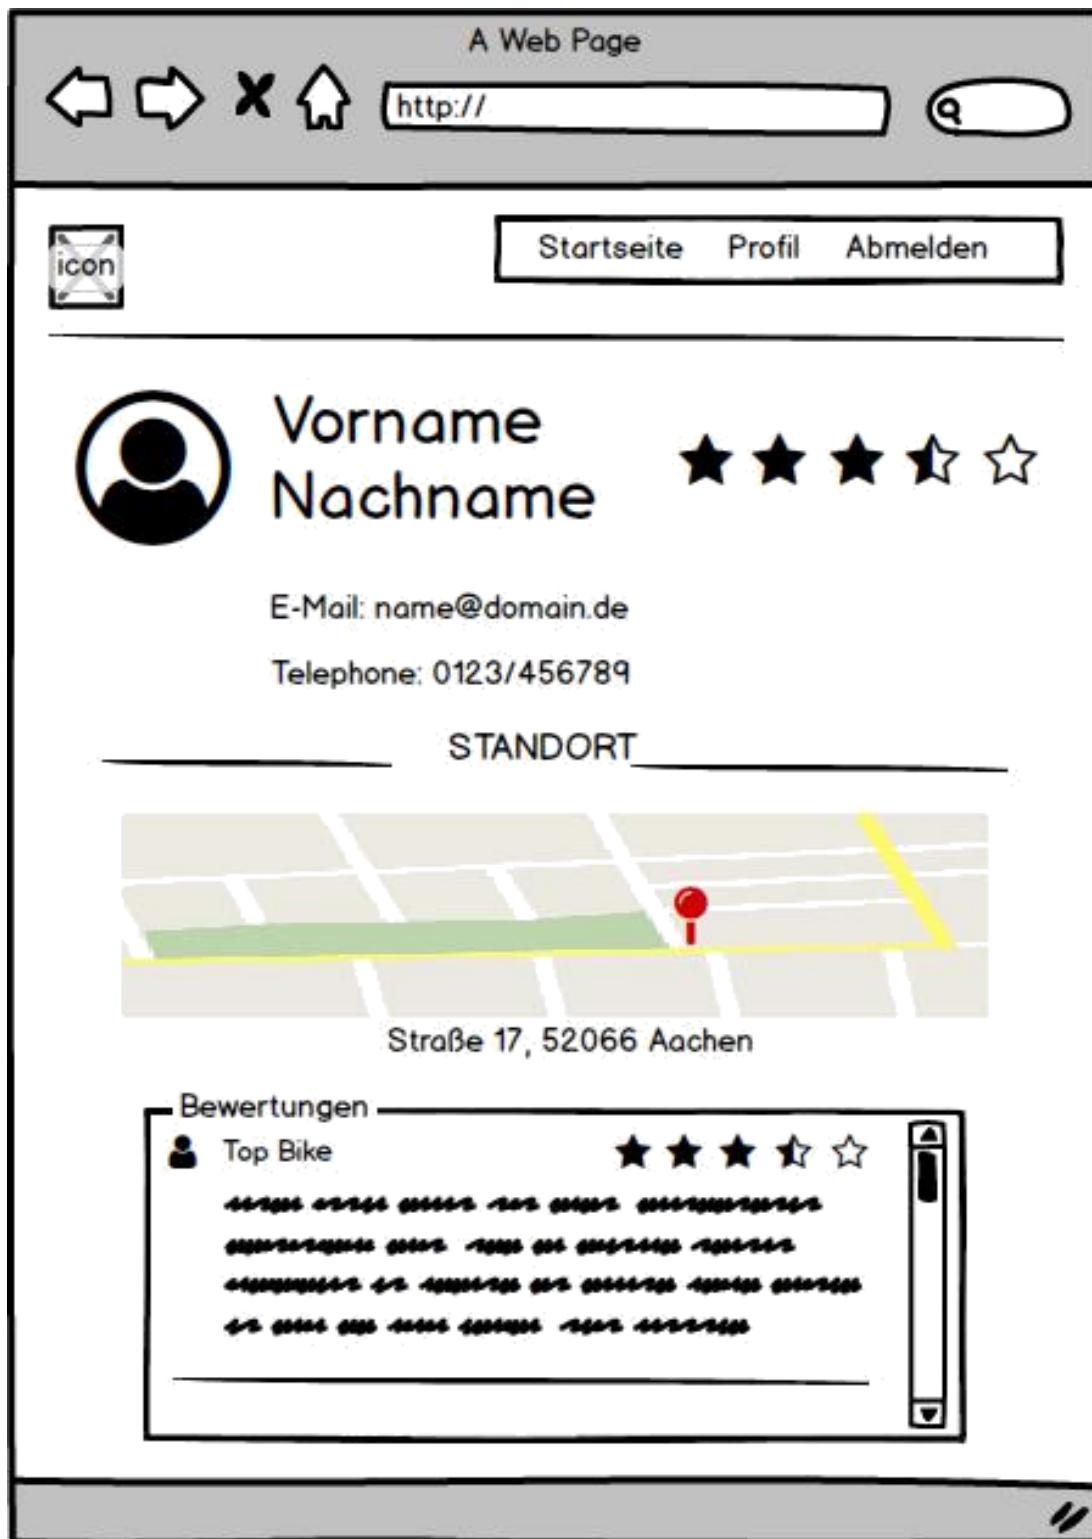 A Web Page
http://
icon
Startseite Profil Abmelden
Vorname
Nachname
E-Mail: name@domain.de
Telephone: 0123/456789
STANDORT
Straße 17, 52066 Aachen
Bewertungen
Top Bike